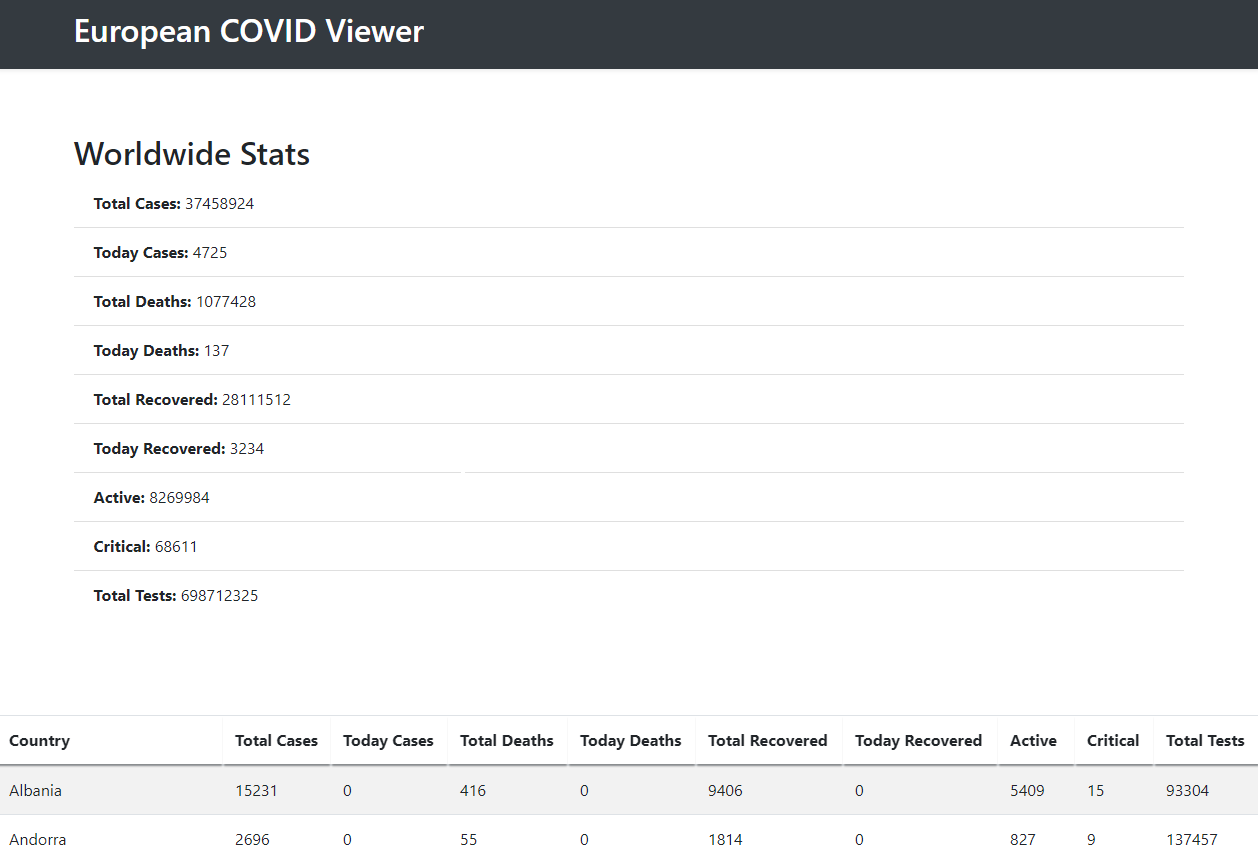 European COVID Viewer
Worldwide Stats
Total Cases: 37458924
Today Cases: 4725
Total Deaths: 1077428
Today Deaths: 137
Total Recovered: 28111512
Today Recovered: 3234
Active: 8269984
Critical: 68611
Total Tests: 698712325
Country Total Cases Today Cases Total Deaths Today Deaths Total Recovered Today Recovered Active Critical Total Tests
Albania 15231 0 416 0 9406 0 5409 15 93304
Andorra 2696 0 55 0 1814 0 827 9 137457